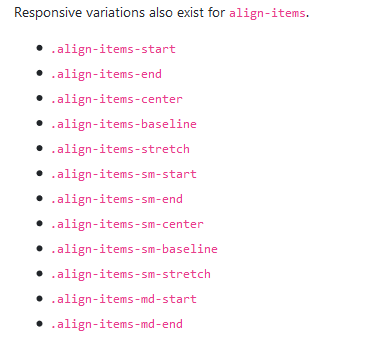 Responsive variations also exist for align-items.
.align-items-start
.align-items-end
.align-items-center
.align-items-baseline
.align-items-stretch
.align-items-sm-start
.align-items-sm-end
.align-items-sm-center
.align-items-sm-baseline
.align-items-sm-stretch
.align-items-md-start
.align-items-md-end